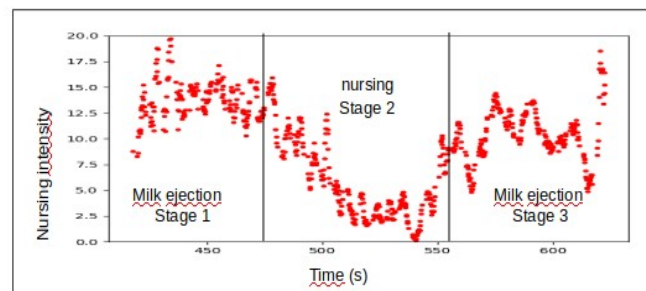 20.0
17.5
15.0
12.5
10.0
7.5
5.0
2.5
0.0
Nursing intensity
nursing
Stage 2
Milk ejection
Stage 1
Milk ejection
Stage 3
450
500
550
600
Time (s)